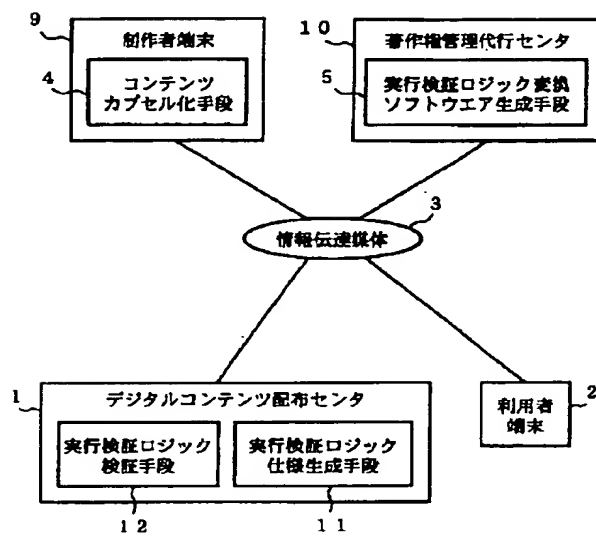 9
制作者端末
4
コンテンツ
カプセル化手段
10
著作権管理代行センタ
5
実行検証ロジック変換
ソフトウエア生成手段
3
情報伝達媒体
1
デジタルコンテンツ配布センタ
実行検証ロジック
検証手段
12
実行検証ロジック
仕様生成手段
11
利用者
端末
2